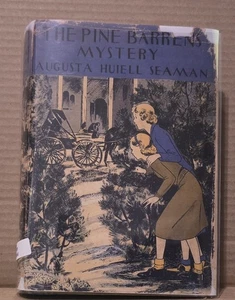 THE PINE BARRENS
MYSTERY
AUGUSTA HUIELL SEAMAN